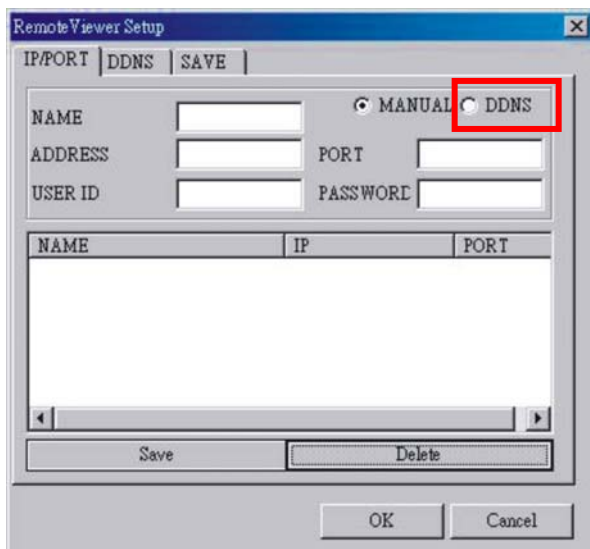 RemoteViewer Setup
IP/PORT DDNS SAVE
NAME MANUAL DDNS
ADDRESS PORT
USER ID PASSWORD
NAME IP PORT
Save Delete
OK Cancel